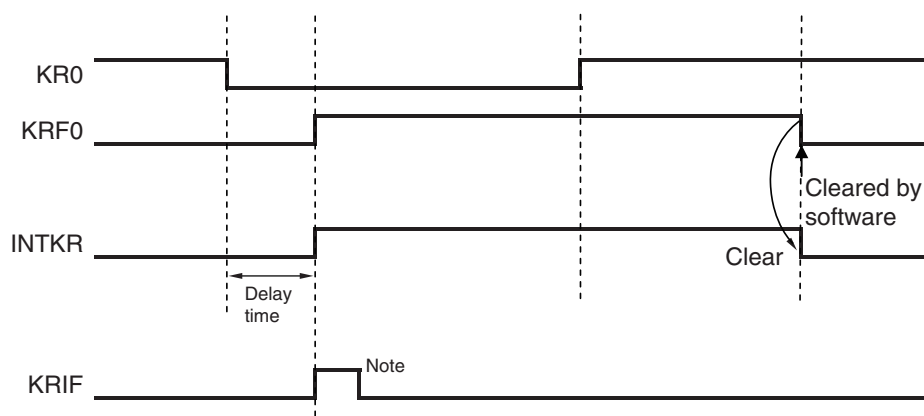 KR0
KRF0
Cleared by
software
INTKR
Clear
Delay
time
Note
KRIF